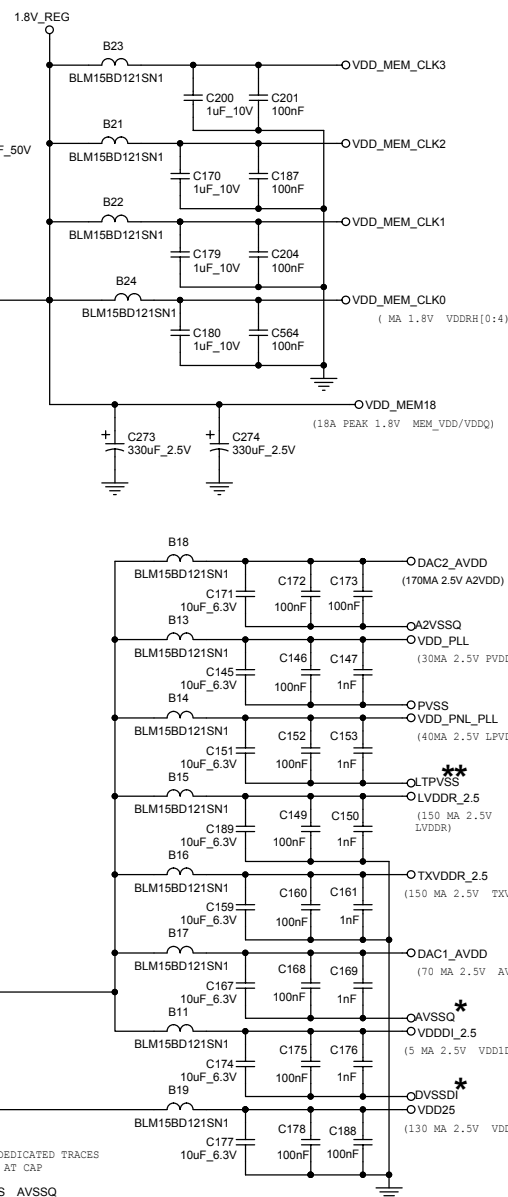 1.8V_REG
B23
BLM15BD121SN1
VDD_MEM_CLK3
C200
1uF_10V
C201
100nF
F_50V
B21
BLM15BD121SN1
VDD_MEM_CLK2
C170
1uF_10V
C187
100nF
B22
BLM15BD121SN1
VDD_MEM_CLK1
C179
1uF_10V
C204
100nF
B24
BLM15BD121SN1
VDD_MEM_CLK0
( MA 1.8V VDDRH[0:4)
C180
1uF_10V
C564
100nF
VDD_MEM18
(18A PEAK 1.8V MEM_VDD/VDDQ)
+
C273
330uF_2.5V
+
C274
330uF_2.5V
B18
BLM15BD121SN1
DAC2_AVDD
(170MA 2.5V A2VDD)
C171
10uF_6.3V
C172
100nF
C173
100nF
A2VSSQ
B13
BLM15BD121SN1
VDD_PLL
(30MA 2.5V PVDD
C145
10uF_6.3V
C146
100nF
C147
1nF
PVSS
B14
BLM15BD121SN1
VDD_PNL_PLL
(40MA 2.5V LPVD
C151
10uF_6.3V
C152
100nF
C153
1nF
LTPVSS **
B15
BLM15BD121SN1
LVDDR_2.5
(150 MA 2.5V
LVDDR)
C189
10uF_6.3V
C149
100nF
C150
1nF
B16
BLM15BD121SN1
TXVDDR_2.5
(150 MA 2.5V TXV
C159
10uF_6.3V
C160
100nF
C161
1nF
B17
BLM15BD121SN1
DAC1_AVDD
(70 MA 2.5V AV
C167
10uF_6.3V
C168
100nF
C169
1nF
AVSSQ *
B11
BLM15BD121SN1
VDDDI_2.5
(5 MA 2.5V VDD1D
C174
10uF_6.3V
C175
100nF
C176
1nF
DVSSDI *
B19
BLM15BD121SN1
VDD25
(130 MA 2.5V VDD
C177
10uF_6.3V
C178
100nF
C188
100nF
DEDICATED TRACES
AT CAP
S AVSSQ